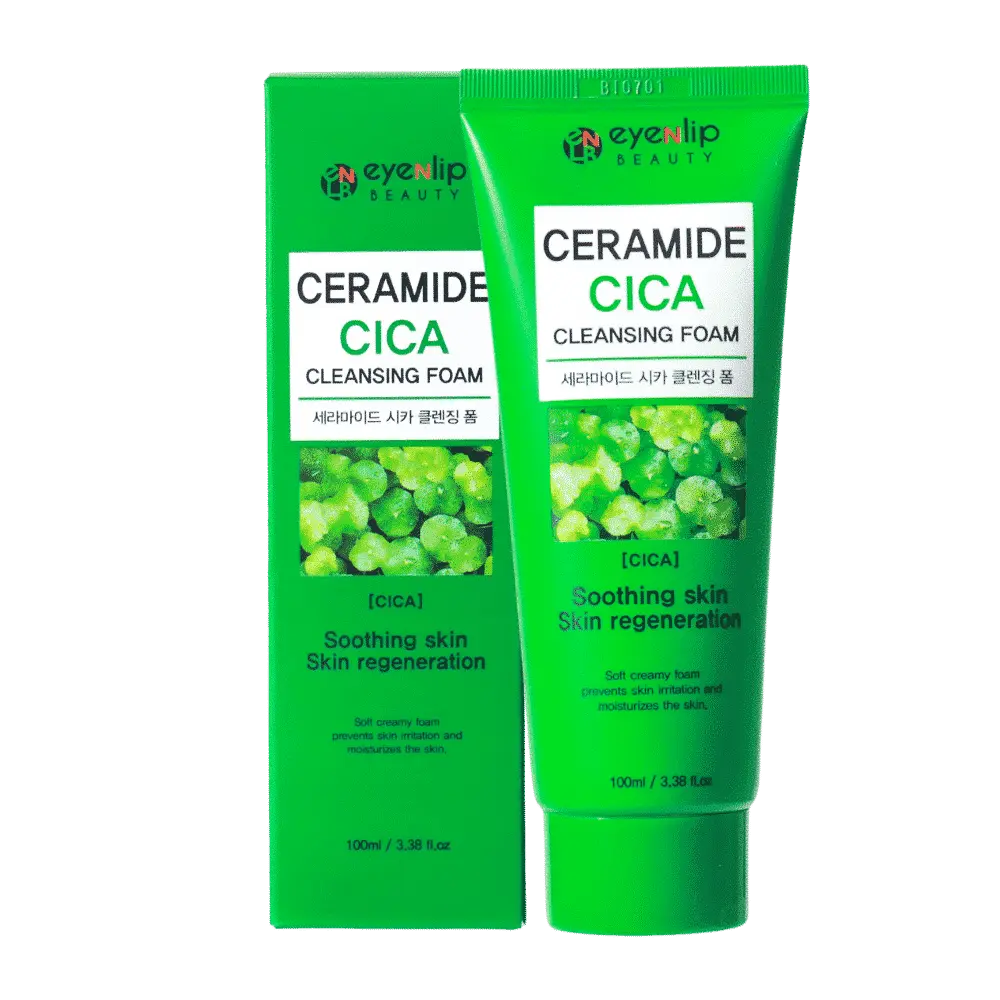 ENLB
eyeNlip
BEAUTY
CERAMIDE
CICA
CLEANSING FOAM
세라마이드 시카 클렌징 폼
[CICA]
Soothing skin
Skin regeneration
Soft creamy foam
prevents skin irritation and
moisturizes the skin.
100ml / 3.38 fl.oz
BI0701
ENLB
eyeNlip
BEAUTY
CERAMIDE
CICA
CLEANSING FOAM
세라마이드 시카 클렌징 폼
[CICA]
Soothing skin
Skin regeneration
Soft creamy foam
prevents skin irritation and
moisturizes the skin.
100ml / 3.38 fl.oz